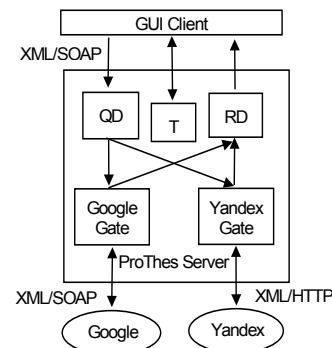 GUI Client
XML/SOAP
QD
T
RD
Google
Gate
Yandex
Gate
ProThes Server
XML/SOAP
XML/HTTP
Google
Yandex